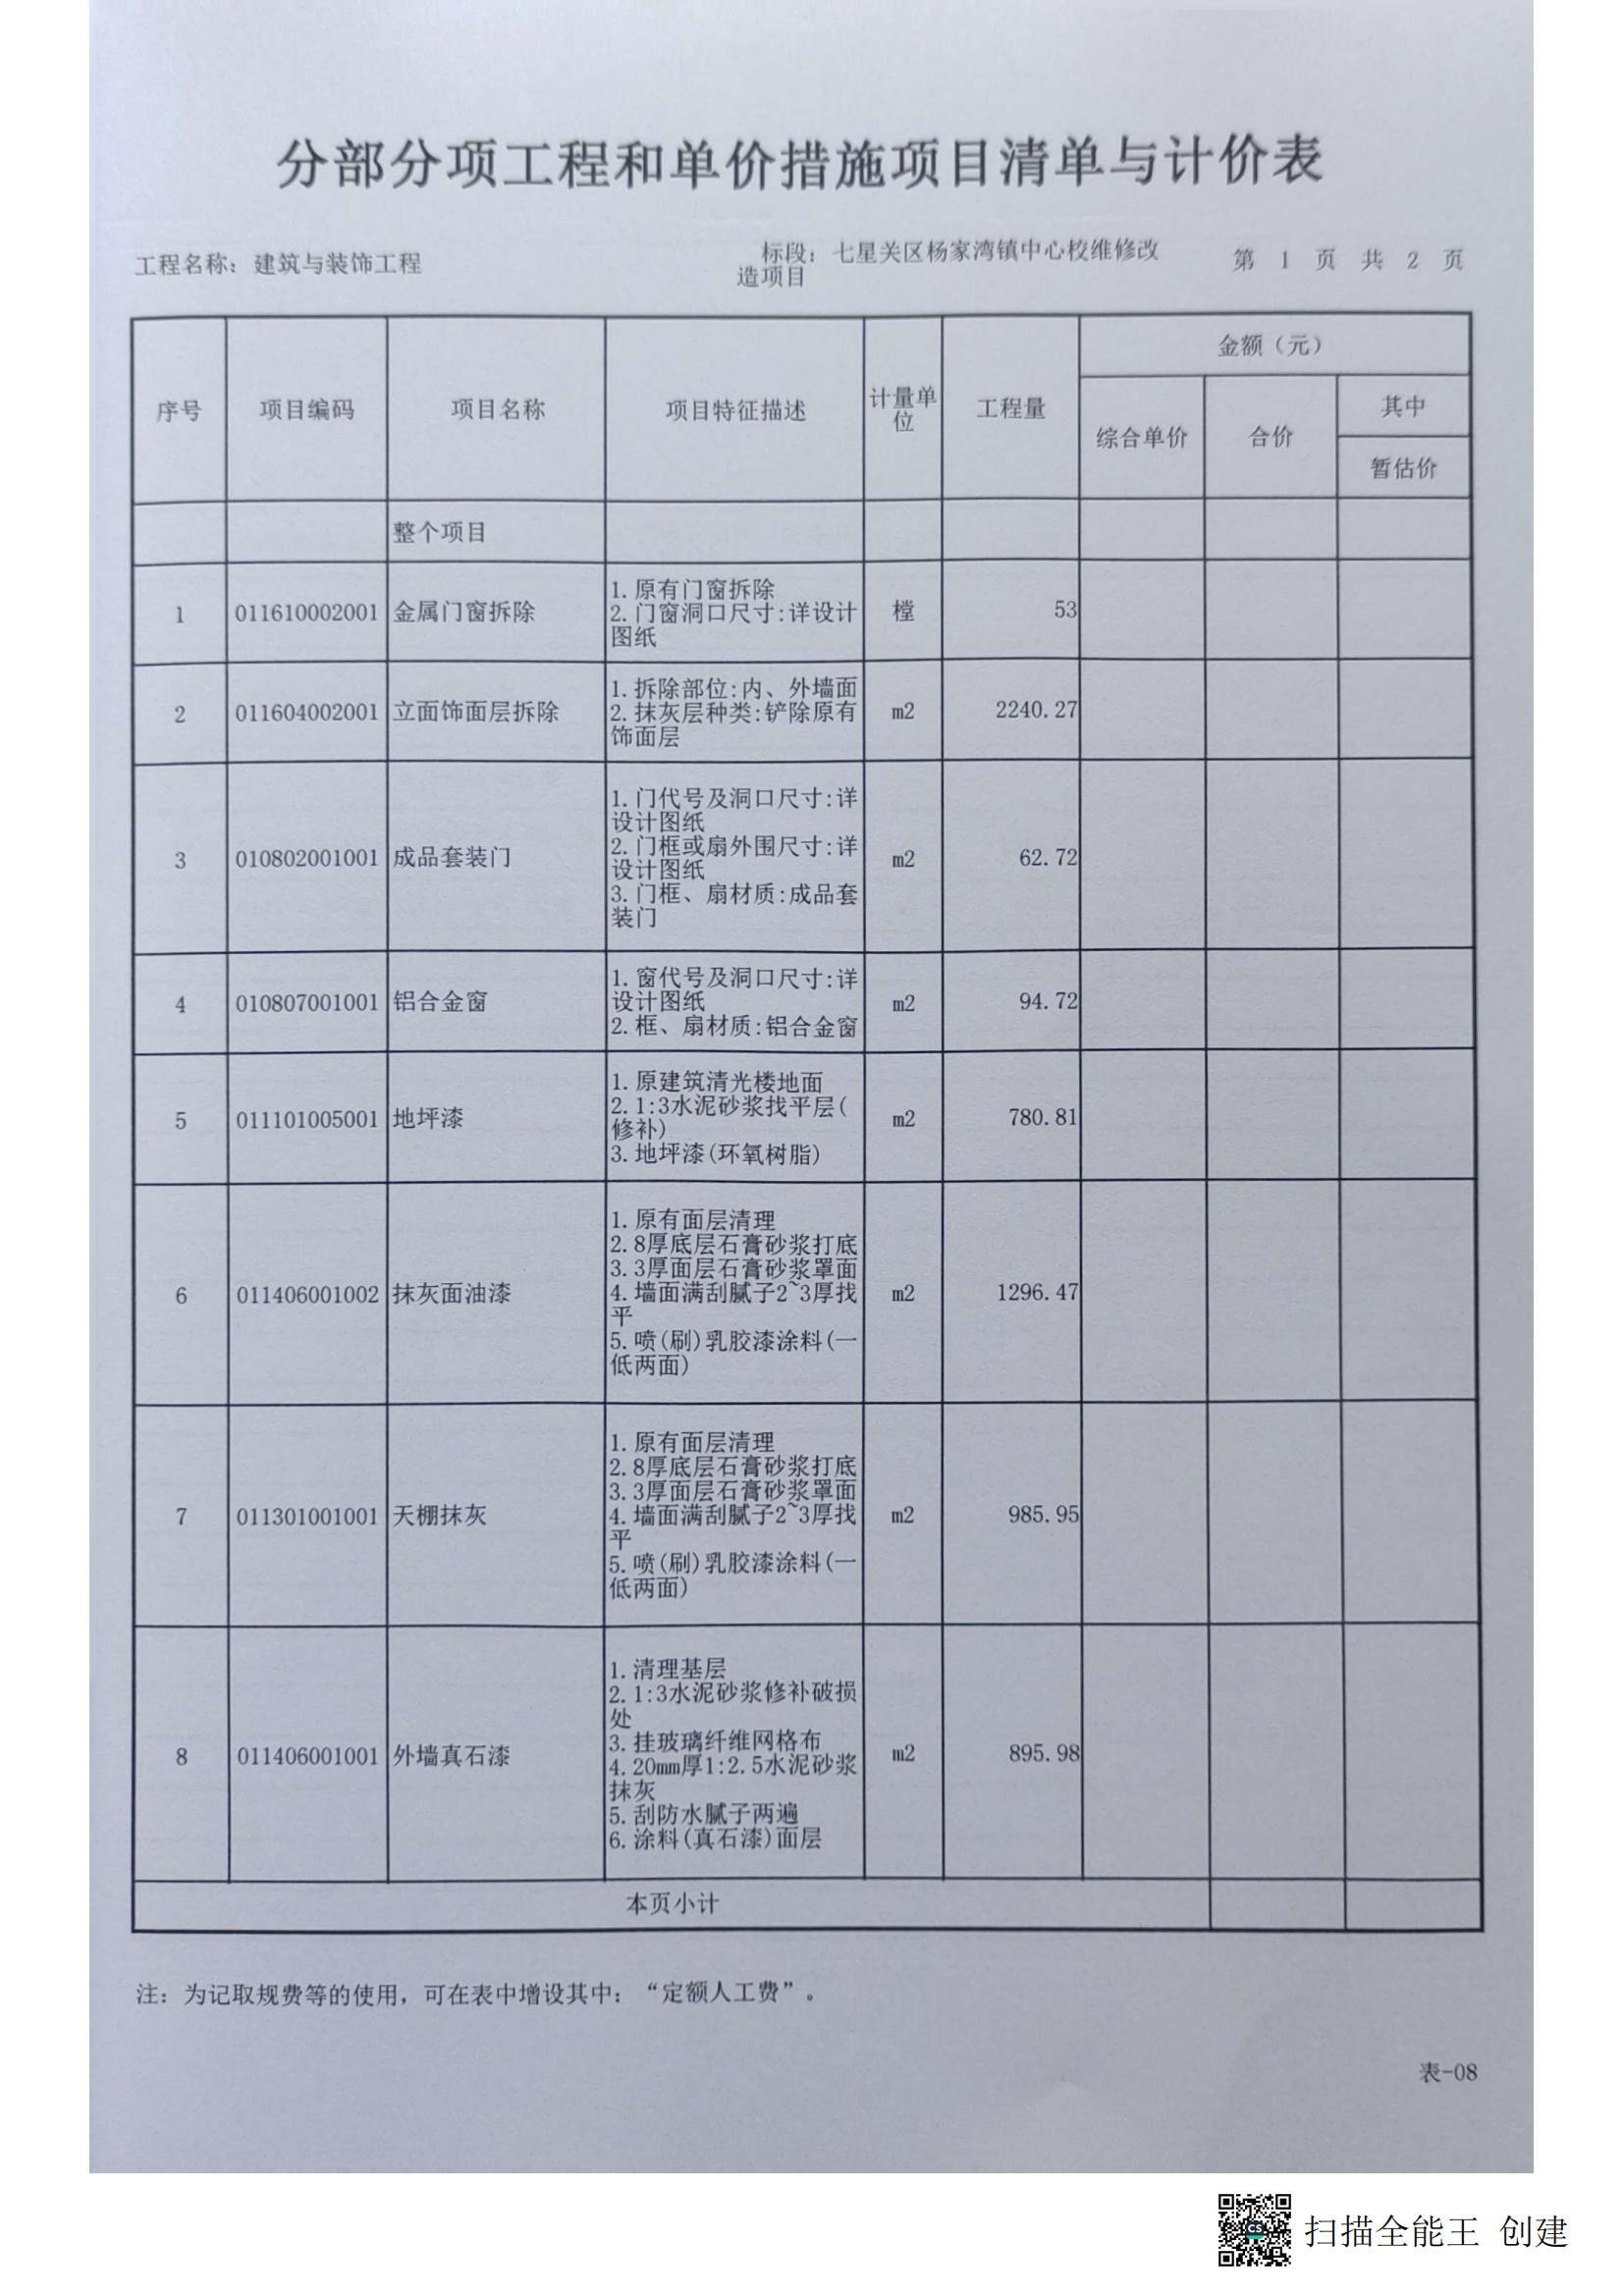 分部分项工程和单价措施项目清单与计价表
工程名称：建筑与装饰工程
标段：七星关区杨家湾镇中心校维修改
造项目
第 1 页 共 2 页
序号 项目编码 项目名称 项目特征描述 计量单位 工程量 金额（元）
综合单价 合价 其中
暂估价
整个项目
1 011610002001 金属门窗拆除
1.原有门窗拆除
2.门窗洞口尺寸:详设计
图纸
樘 53
2 011604002001 立面饰面层拆除
1.拆除部位:内、外墙面
2.抹灰层种类:铲除原有
饰面层
m2 2240.27
3 010802001001 成品套装门
1.门代号及洞口尺寸:详
设计图纸
2.门框或扇外围尺寸:详
设计图纸
3.门框、扇材质:成品套
装门
m2 62.72
4 010807001001 铝合金窗
1.窗代号及洞口尺寸:详
设计图纸
2.框、扇材质:铝合金窗
m2 94.72
5 011101005001 地坪漆
1.原建筑清光楼地面
2.1:3水泥砂浆找平层(
修补)
3.地坪漆(环氧树脂)
m2 780.81
6 011406001002 抹灰面油漆
1.原有面层清理
2.8厚底层石膏砂浆打底
3.3厚面层石膏砂浆罩面
4.墙面满刮腻子2~3厚找
平
5.喷(刷)乳胶漆涂料(一
低两面)
m2 1296.47
7 011301001001 天棚抹灰
1.原有面层清理
2.8厚底层石膏砂浆打底
3.3厚面层石膏砂浆罩面
4.墙面满刮腻子2~3厚找
平
5.喷(刷)乳胶漆涂料(一
低两面)
m2 985.95
8 011406001001 外墙真石漆
1.清理基层
2.1:3水泥砂浆修补破损
处
3.挂玻璃纤维网格布
4.20mm厚1:2.5水泥砂浆
抹灰
5.刮防水腻子两遍
6.涂料(真石漆)面层
m2 895.98
本页小计
注：为记取规费等的使用，可在表中增设其中：“定额人工费”。
表-08
CS
扫描全能王 创建